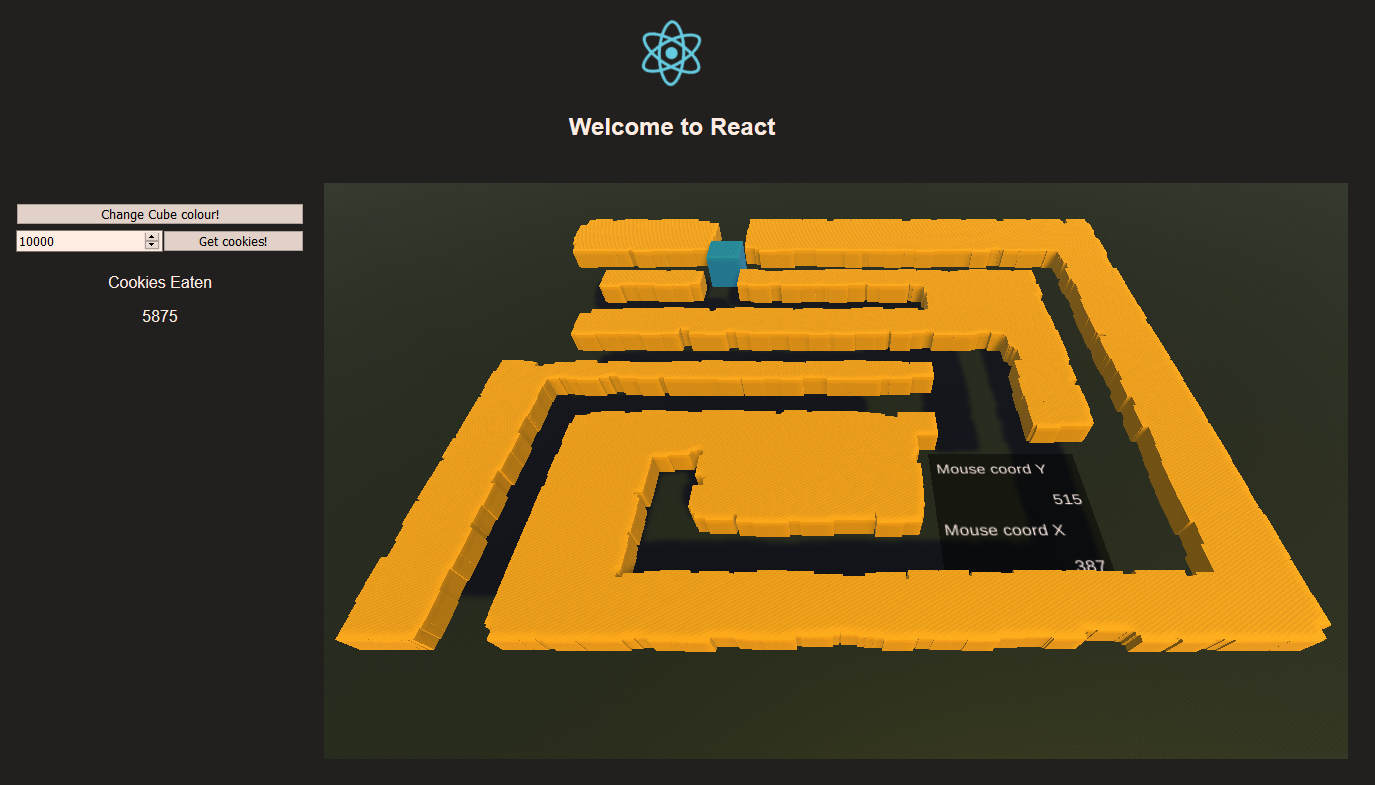 Welcome to React
Change Cube colour!
10000 Get cookies!
Cookies Eaten
5875
Mouse coord Y
515
Mouse coord X
387